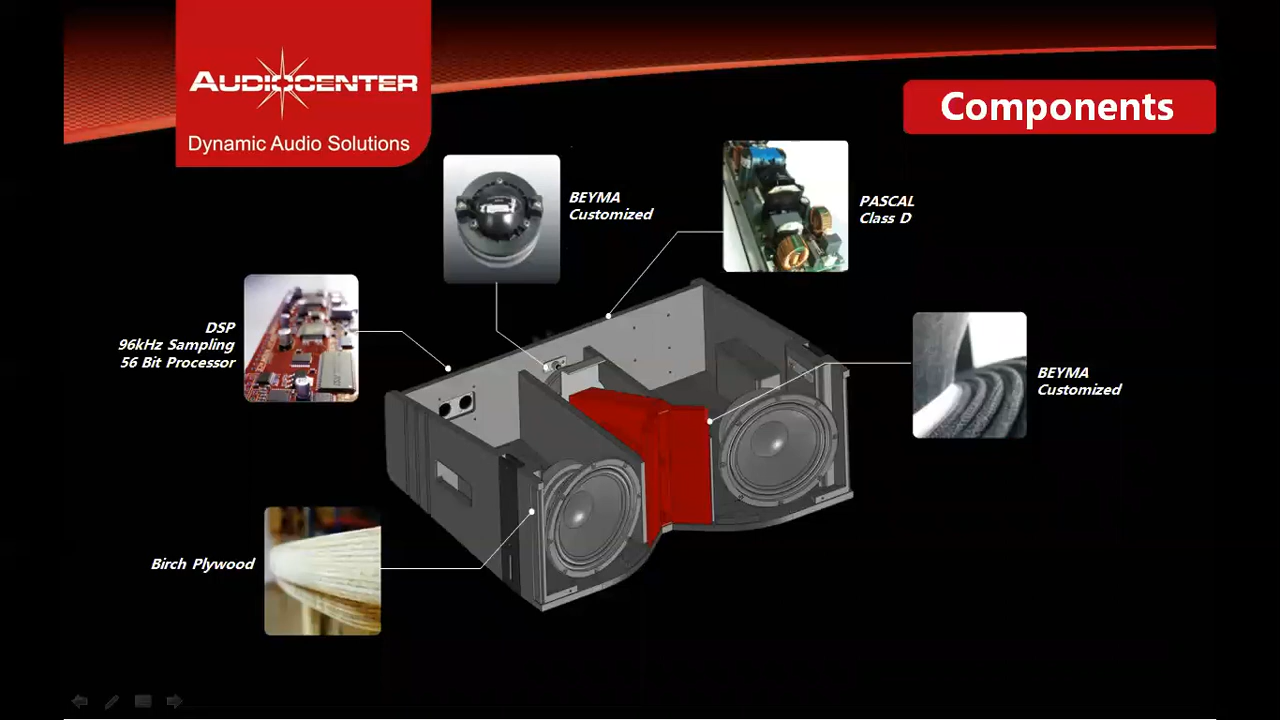 AUDIOCENTER
Dynamic Audio Solutions
Components
BEYMA
Customized
PASCAL
Class D
DSP
96kHz Sampling
56 Bit Processor
BEYMA
Customized
Birch Plywood